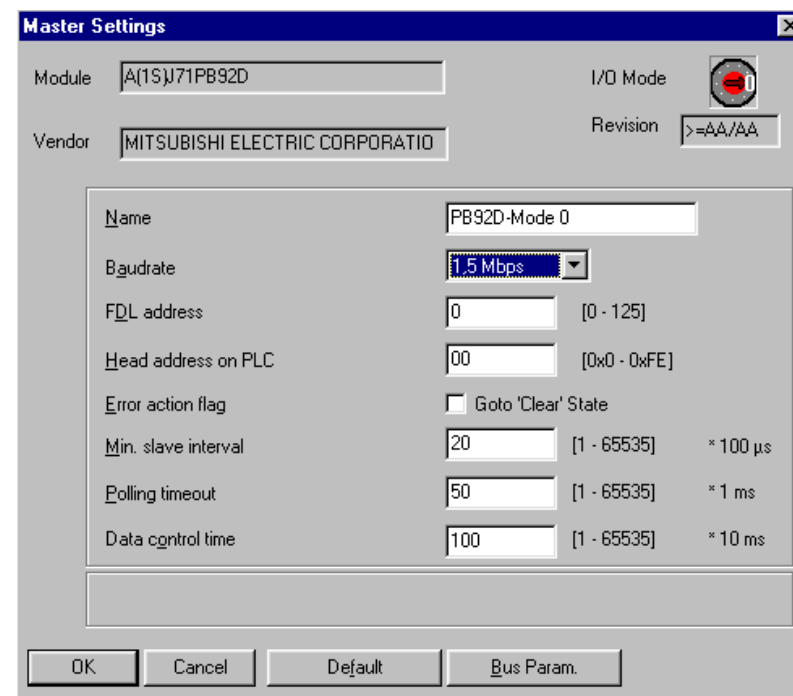 Master Settings
Module A(1S)J71PB92D I/O Mode 0
Vendor MITSUBISHI ELECTRIC CORPORATIO Revision >=AA/AA
Name PB92D-Mode 0
Baudrate 1,5 Mbps
FDL address 0 [0 - 125]
Head address on PLC 00 [0x0 - 0xFE]
Error action flag Goto 'Clear' State
Min. slave interval 20 [1 - 65535] * 100 µs
Polling timeout 50 [1 - 65535] * 1 ms
Data control time 100 [1 - 65535] * 10 ms
OK Cancel Default Bus Param.